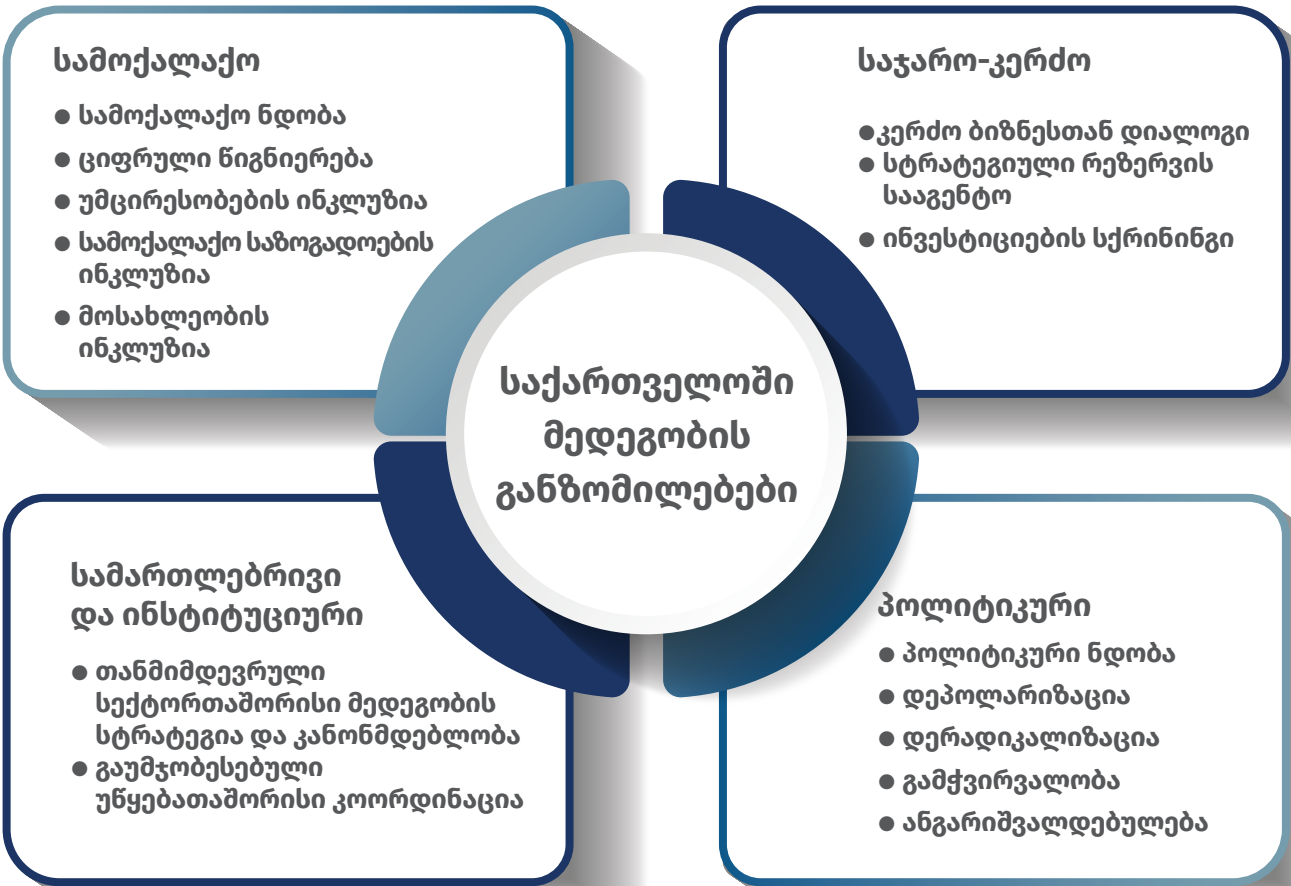 სამოქალაქო
● სამოქალაქო ნდობა
● ციფრული წიგნიერება
● უმცირესობების ინკლუზია
● სამოქალაქო საზოგადოების
ინკლუზია
● მოსახლეობის
ინკლუზია
საჯარო-კერძო
●კერძო ბიზნესთან დიალოგი
● სტრატეგიული რეზერვის
სააგენტო
● ინვესტიციების სქრინინგი
საქართველოში
მედეგობის
განზომილებები
სამართლებრივი
და ინსტიტუციური
● თანმიმდევრული
სექტორთაშორისი მედეგობის
სტრატეგია და კანონმდებლობა
● გაუმჯობესებული
უწყებათაშორისი კოორდინაცია
პოლიტიკური
● პოლიტიკური ნდობა
● დეპოლარიზაცია
● დერადიკალიზაცია
● გამჭვირვალობა
● ანგარიშვალდებულება